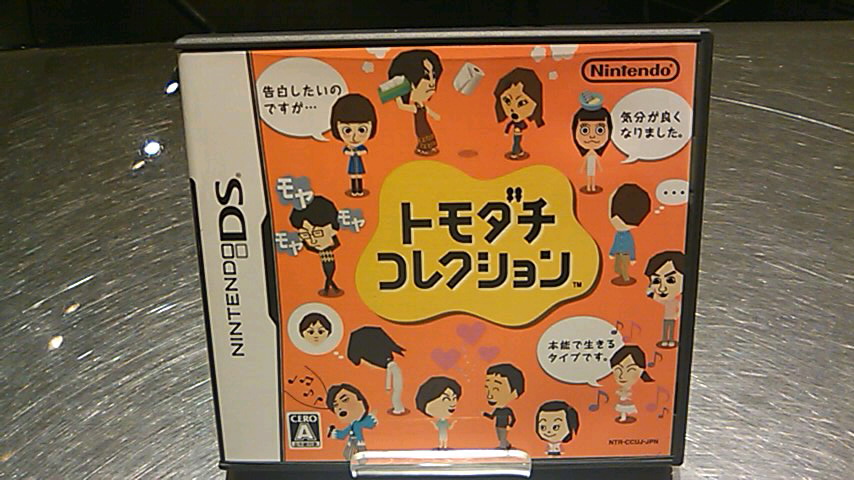 Nintendo
告白したいの
ですが…
気分が良く
なりました。
NINTENDO DS
モヤ
モヤ
モヤ
…
トモダチ
コレクション
TM
本能で生きる
タイプです。
CERO
A
NTR-CCUJ-JPN